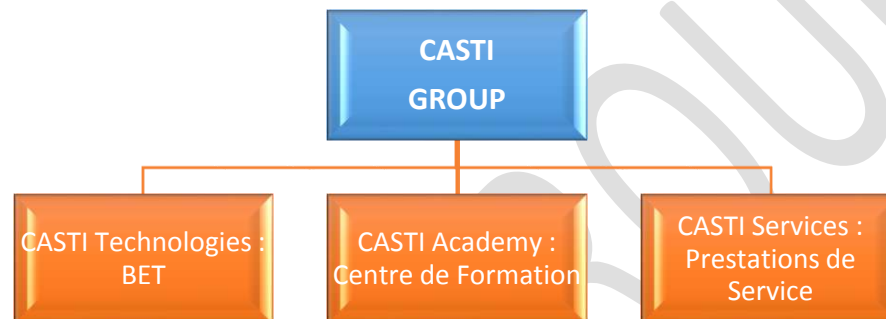 CASTI
GROUP
CASTI Technologies :
BET
CASTI Academy :
Centre de Formation
CASTI Services :
Prestations de
Service